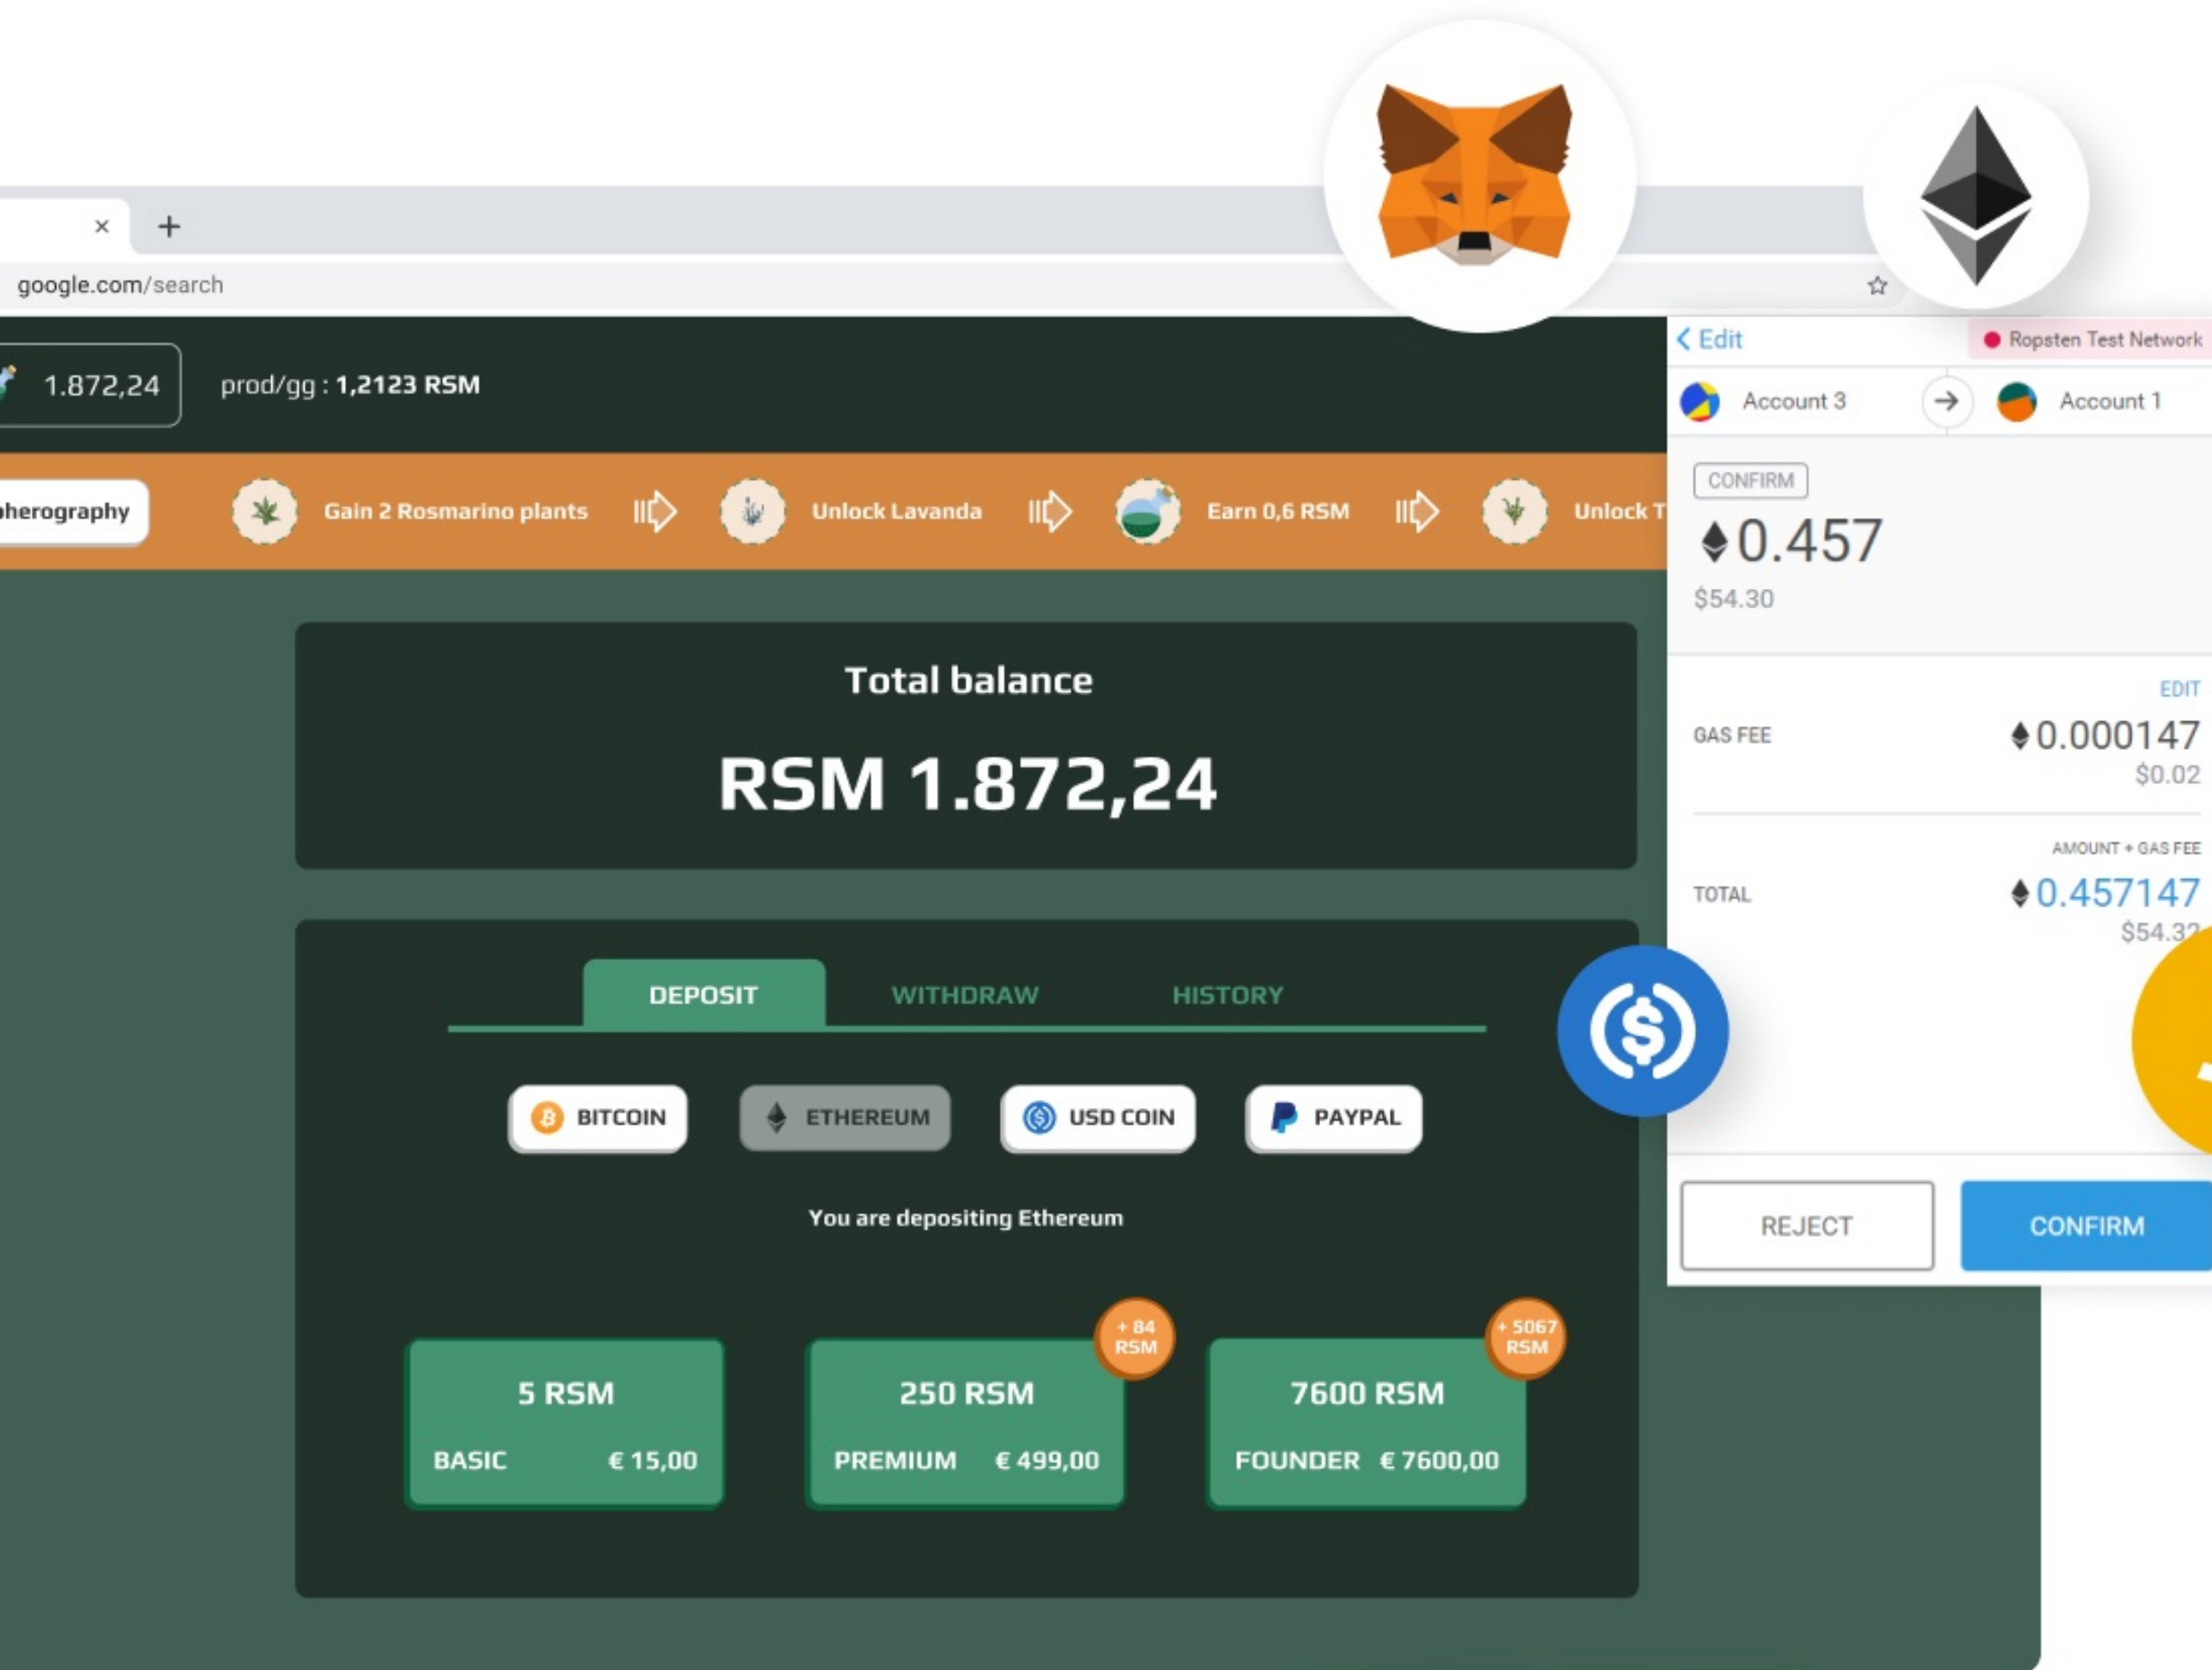 google.com/search
1.872,24
prod/gg : 1,2123 RSM
Gain 2 Rosmarino plants
Unlock Lavanda
Earn 0,6 RSM
Unlock
Total balance
RSM 1.872,24
DEPOSIT
WITHDRAW
HISTORY
BITCOIN
ETHEREUM
USD COIN
PAYPAL
You are depositing Ethereum
5 RSM
BASIC € 15,00
+ 84
RSM
250 RSM
PREMIUM € 499,00
+ 5067
RSM
7600 RSM
FOUNDER € 7600,00
Edit
Ropsten Test Network
Account 3
Account 1
CONFIRM
0.457
$54.30
EDIT
GAS FEE
0.000147
$0.02
AMOUNT + GAS FEE
TOTAL
0.457147
$54.32
REJECT
CONFIRM